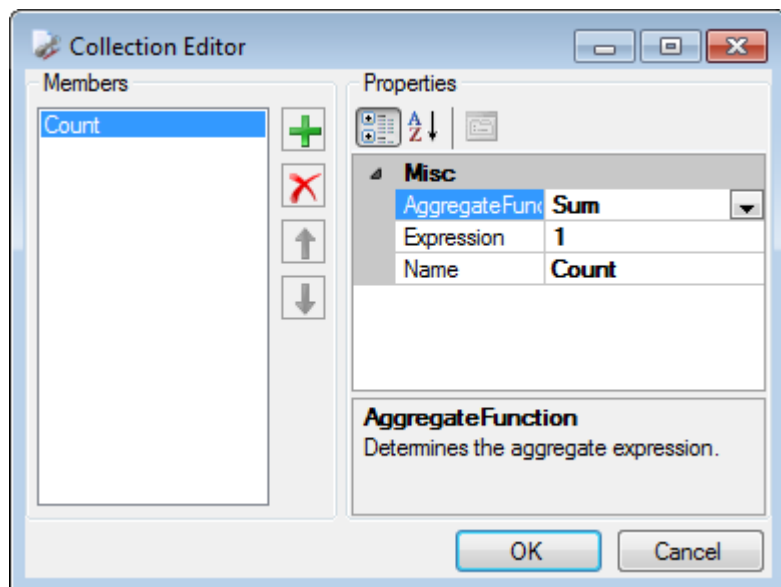 Collection Editor
Members
Properties
Count
Misc
AggregateFunc Sum
Expression 1
Name Count
AggregateFunction
Determines the aggregate expression.
OK Cancel